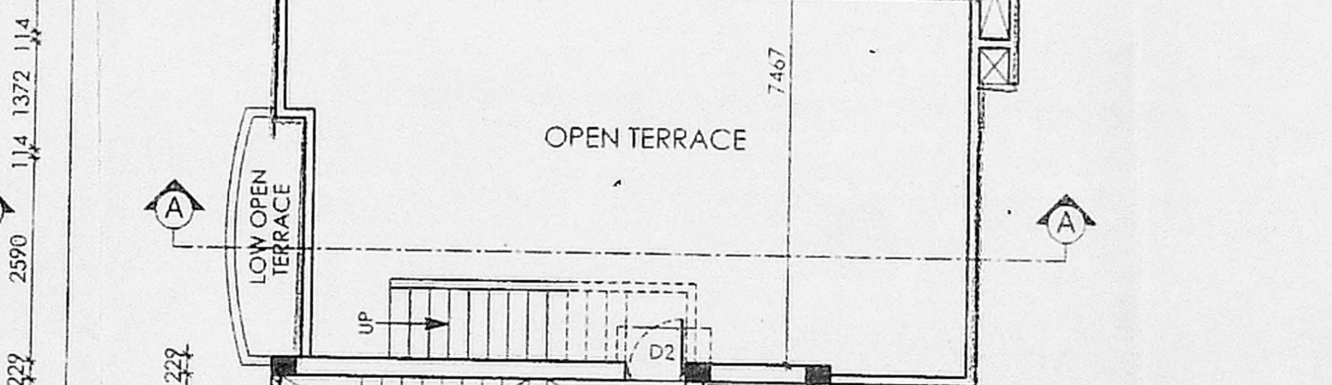 114
1372
114
2590
229
229
7467
OPEN TERRACE
A
A
LOW OPEN
TERRACE
UP
D2